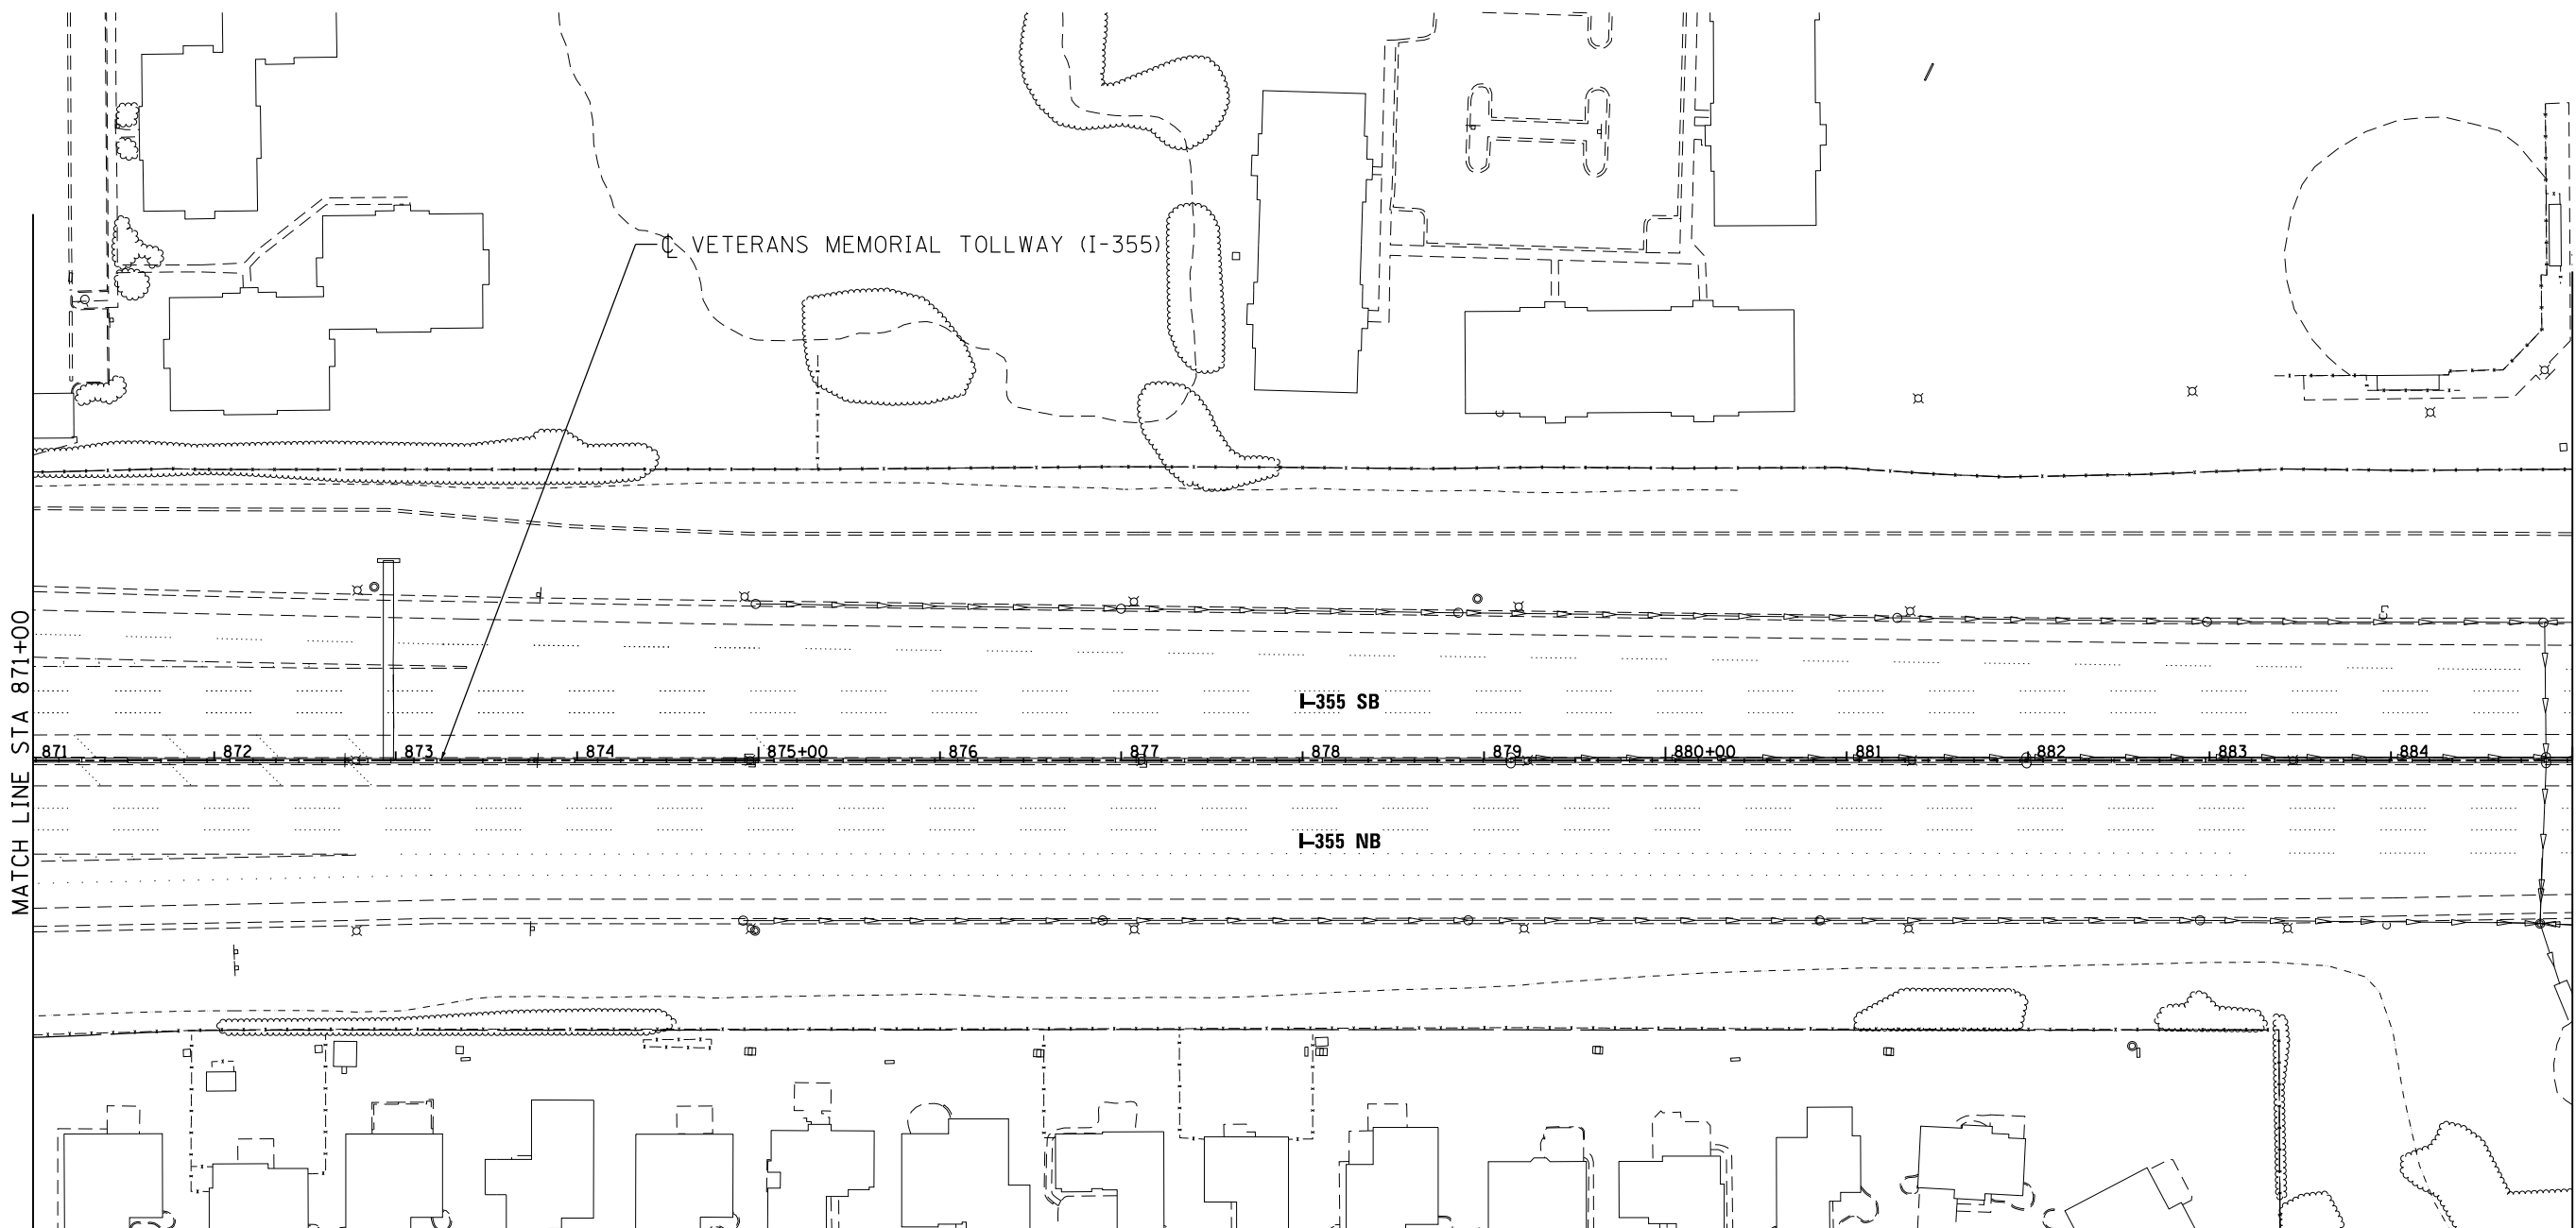 ℄ VETERANS MEMORIAL TOLLWAY (I-355)
MATCH LINE STA 871+00
I-355 SB
871 872 873 874 875+00 876 877 878 879 880+00 881 882 883 884
I-355 NB